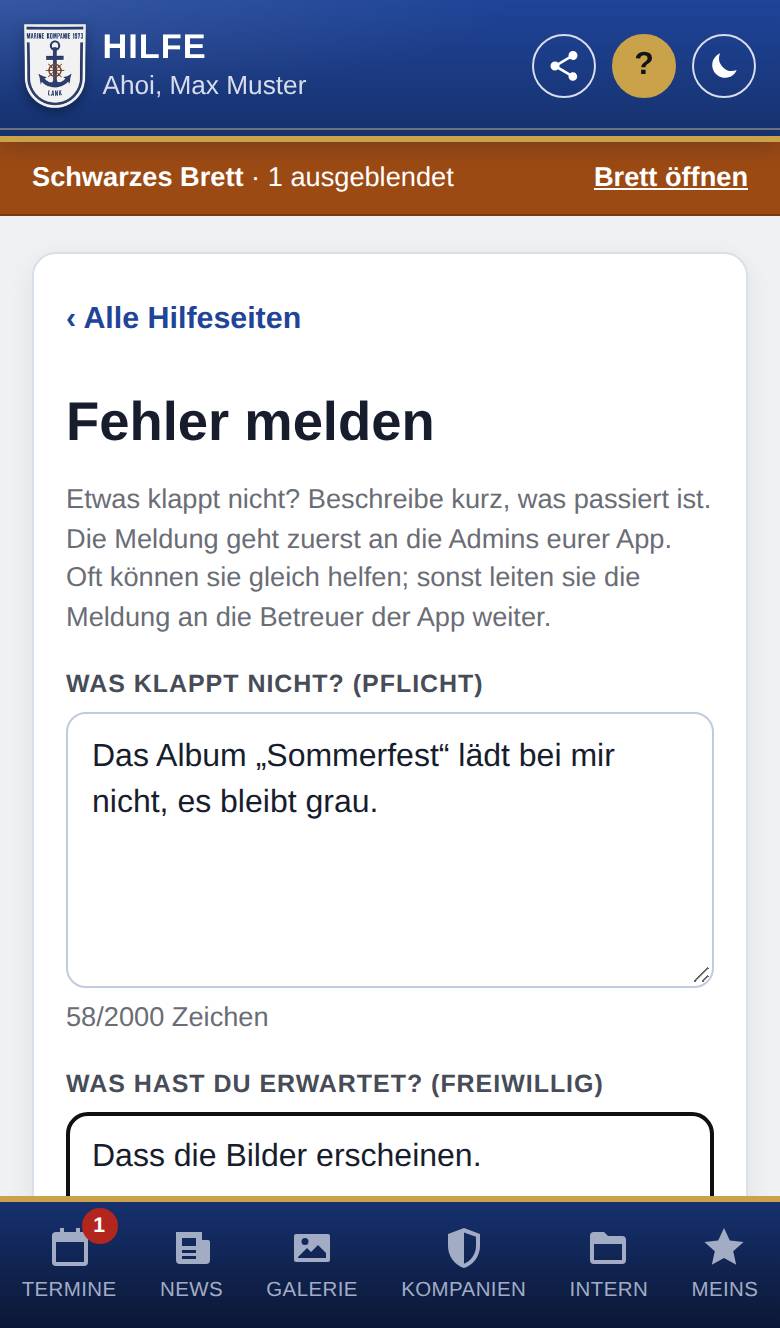 MARINE KOMPANIE 1973
LANK
HILFE
Ahoi, Max Muster
?
Schwarzes Brett · 1 ausgeblendet
Brett öffnen
‹ Alle Hilfeseiten
Fehler melden
Etwas klappt nicht? Beschreibe kurz, was passiert ist.
Die Meldung geht zuerst an die Admins eurer App.
Oft können sie gleich helfen; sonst leiten sie die
Meldung an die Betreuer der App weiter.
WAS KLAPPT NICHT? (PFLICHT)
Das Album „Sommerfest“ lädt bei mir
nicht, es bleibt grau.
58/2000 Zeichen
WAS HAST DU ERWARTET? (FREIWILLIG)
Dass die Bilder erscheinen.
1
TERMINE
NEWS
GALERIE
KOMPANIEN
INTERN
MEINS